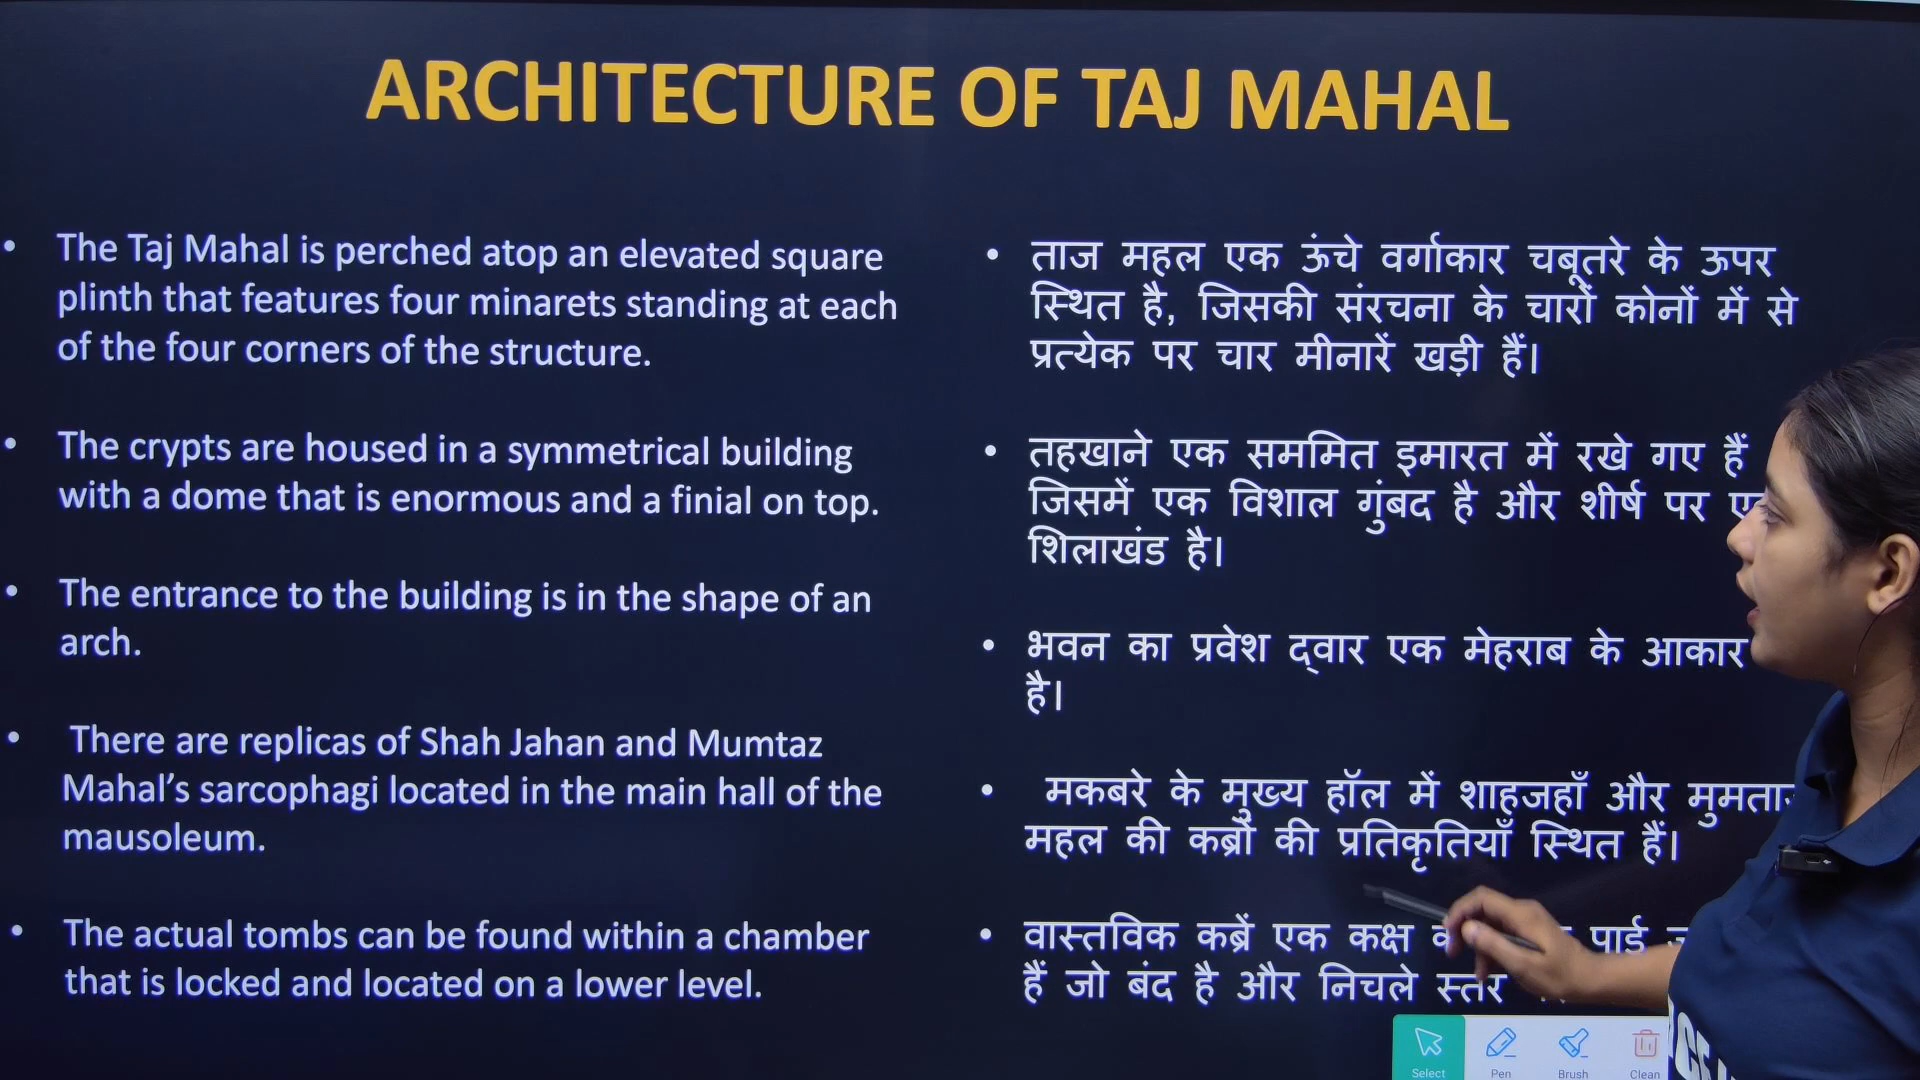 ARCHITECTURE OF TAJ MAHAL
• The Taj Mahal is perched atop an elevated square
plinth that features four minarets standing at each
of the four corners of the structure.
• The crypts are housed in a symmetrical building
with a dome that is enormous and a finial on top.
• The entrance to the building is in the shape of an
arch.
• There are replicas of Shah Jahan and Mumtaz
Mahal's sarcophagi located in the main hall of the
mausoleum.
• The actual tombs can be found within a chamber
that is locked and located on a lower level.
• ताज महल एक ऊंचे वर्गाकार चबूतरे के ऊपर
स्थित है, जिसकी संरचना के चारों कोनों में से
प्रत्येक पर चार मीनारें खड़ी हैं।
• तहखाने एक सममित इमारत में रखे गए हैं
जिसमें एक विशाल गुंबद है और शीर्ष पर
शिलाखंड है।
• भवन का प्रवेश द्वार एक मेहराब के आकार
है।
• मकबरे के मुख्य हॉल में शाहजहाँ और
महल की कब्रों की प्रतिकृतियाँ स्थित हैं।
• वास्तविक कब्रें एक कक्ष पाई
हैं जो बंद है और निचले स्तर
Select Pen Brush Clean